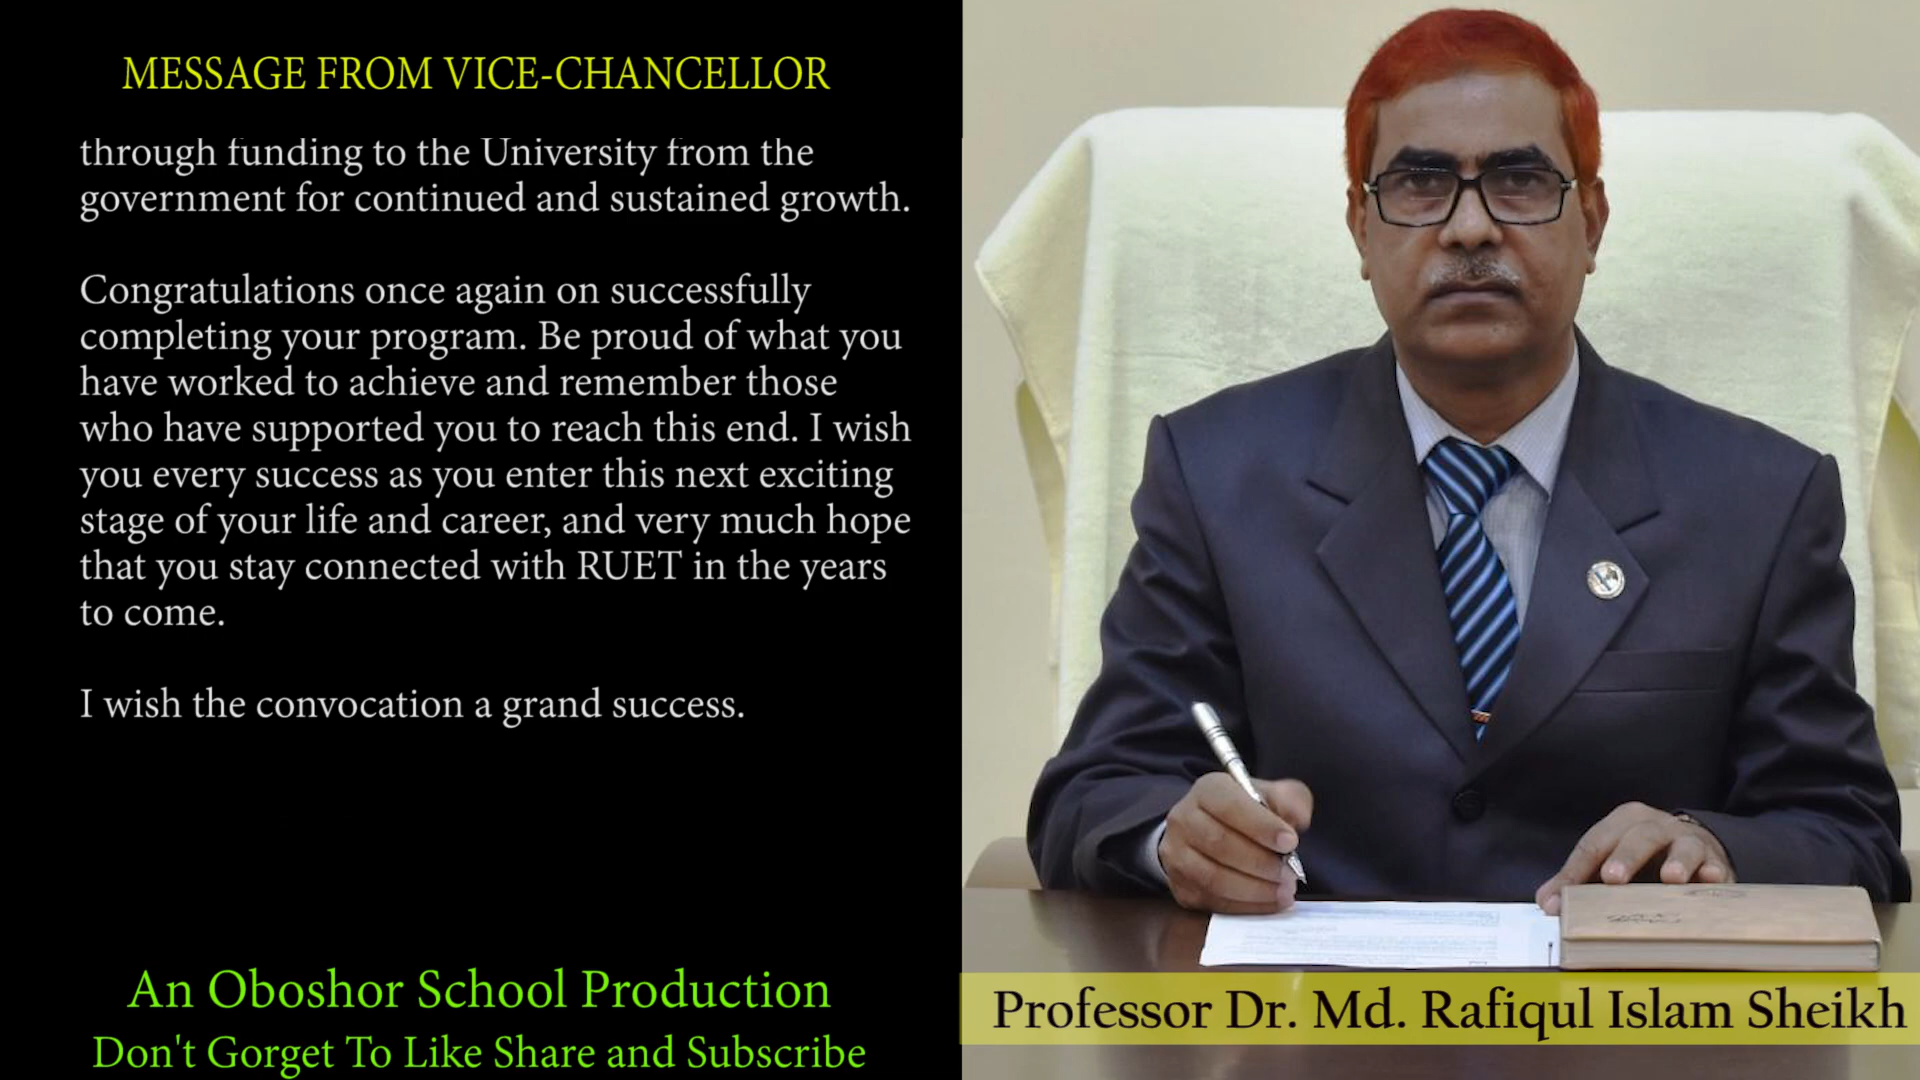 MESSAGE FROM VICE-CHANCELLOR
through funding to the University from the
government for continued and sustained growth.
Congratulations once again on successfully
completing your program. Be proud of what you
have worked to achieve and remember those
who have supported you to reach this end. I wish
you every success as you enter this next exciting
stage of your life and career, and very much hope
that you stay connected with RUET in the years
to come.
I wish the convocation a grand success.
An Oboshor School Production
Don't Gorget To Like Share and Subscribe
Professor Dr. Md. Rafiqul Islam Sheikh